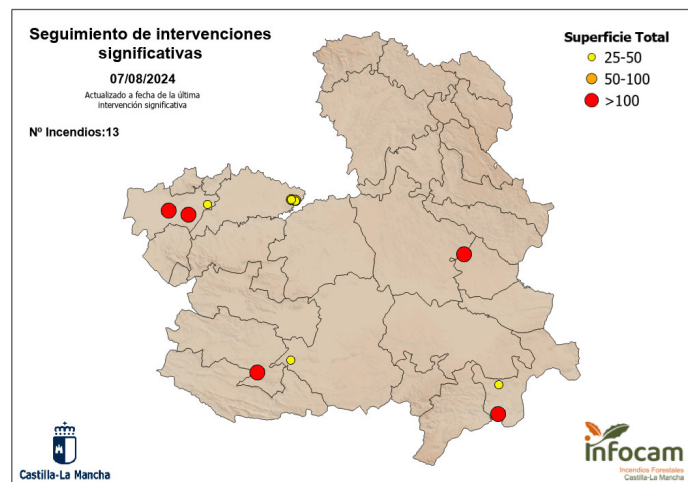 Seguimiento de intervenciones
significativas
07/08/2024
Actualizado a fecha de la última
intervención significativa
Nº Incendios:13
Superficie Total
25-50
50-100
>100
Castilla-La Mancha
infocam
Incendios Forestales
Castilla-La Mancha